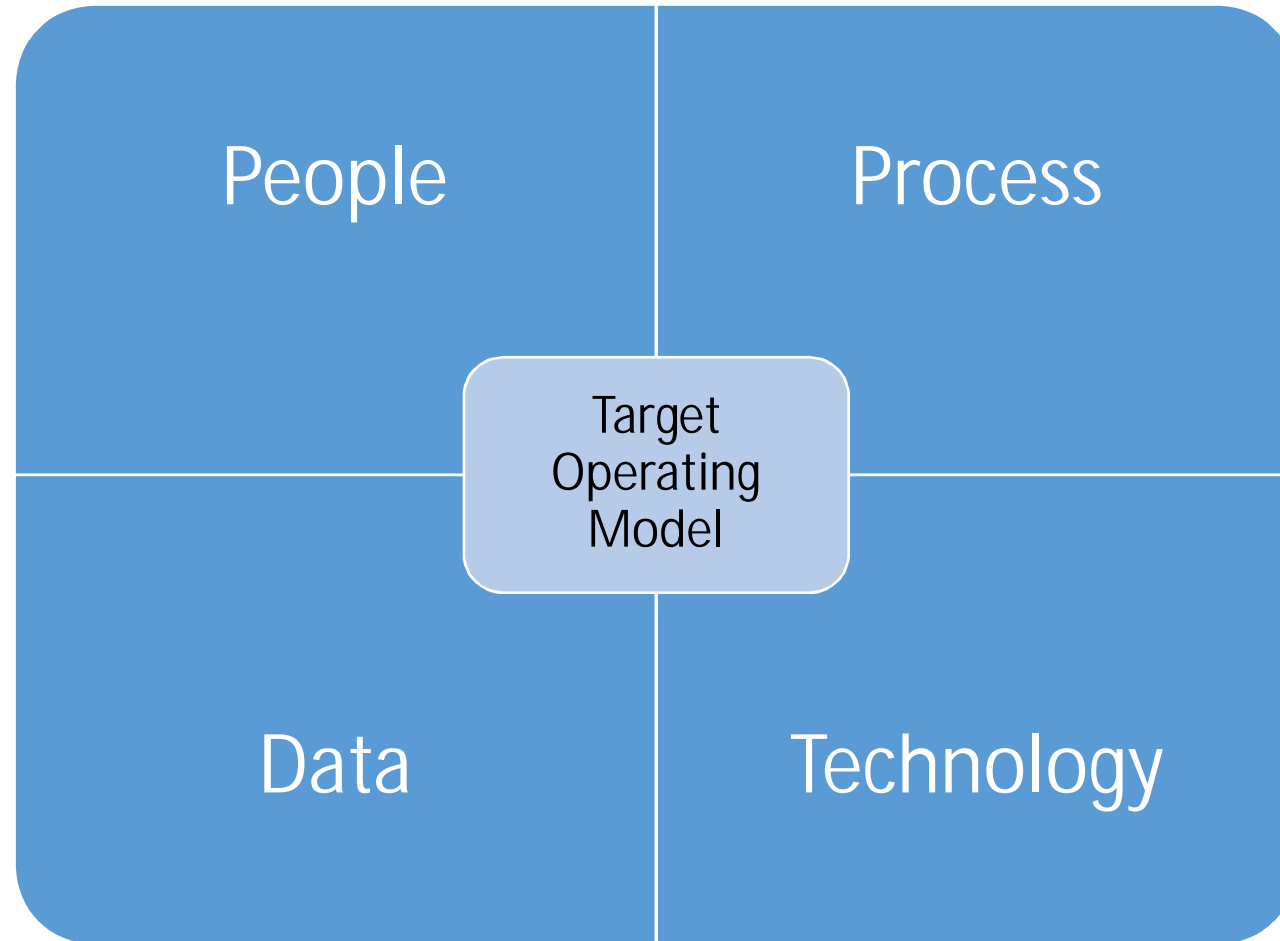 People
Process
Target
Operating
Model
Data
Technology